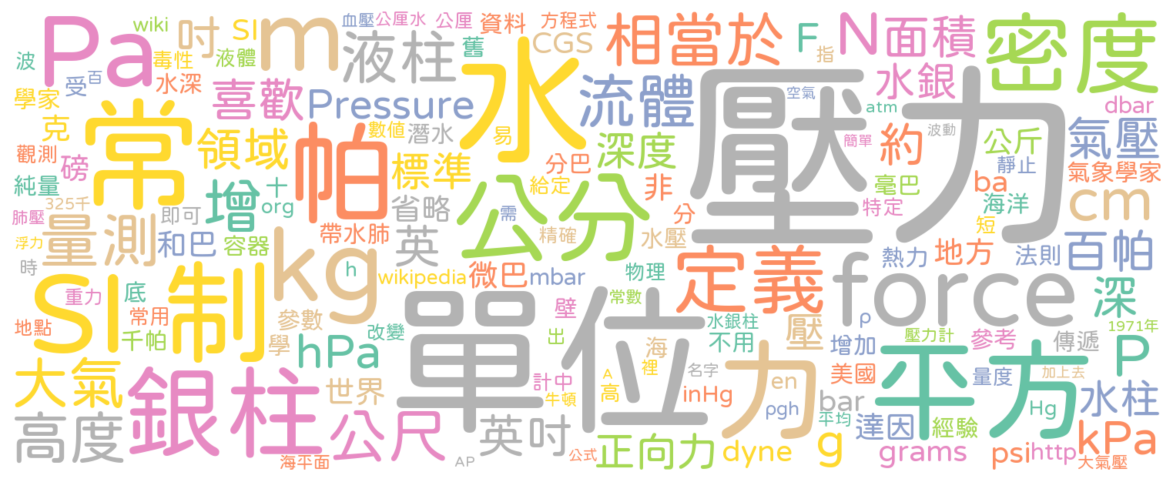 Pa
wiki
吋
SI
m
血壓
公厘水
公厘
資料
方程式
相當於
F
指
N
面積
密度
波
毒性
液體
液柱
舊
CGS
水
流體
水銀
dbar
受
百
水深
喜歡
Pressure
壓力
空氣
atm
學家
克
常
領域
帕
數值
潛水
易
簡單
波動
公斤
氣壓
觀測
磅
標準
分巴
深度
約
靜止
氣象學家
純量
增
十
org
省略
公分
給定
非
毫巴
ba
cm
肺壓
325千
即可
帶水肺
英
需
分
特定
海洋
浮力
量測
和巴
容器
精確
水壓
短
時
SI制
kg
h
wikipedia
微巴
mbar
物理
定義
force
熱力
地方
法則
百帕
重力
底
參數
單位
壁
常數
深
地點
常用
改變
出
水銀柱
不用
壓
ρ
壓力計
1971年
千帕
學
hPa
海
增加
參考
傳遞
P
大氣
銀柱
世界
計中
裡
名字
力
美國
平方
量度
加上去
A
高
inHg
en
bar
Hg
水柱
牛頓
ρgh
平均
達因
經驗
高度
公尺
英吋
正向力
dyne
g
grams
psi
http
kPa
海平面
AP
公式
大氣壓